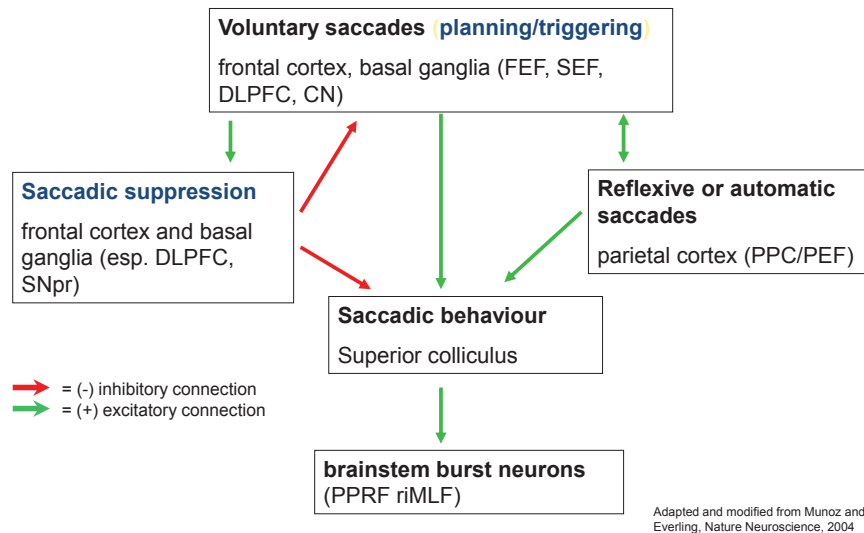 Voluntary saccades (planning/triggering)
frontal cortex, basal ganglia (FEF, SEF,
DLPFC, CN)
Saccadic suppression
frontal cortex and basal
ganglia (esp. DLPFC,
SNpr)
Reflexive or automatic
saccades
parietal cortex (PPC/PEF)
Saccadic behaviour
Superior colliculus
= (-) inhibitory connection
= (+) excitatory connection
brainstem burst neurons
(PPRF riMLF)
Adapted and modified from Munoz and
Everling, Nature Neuroscience, 2004